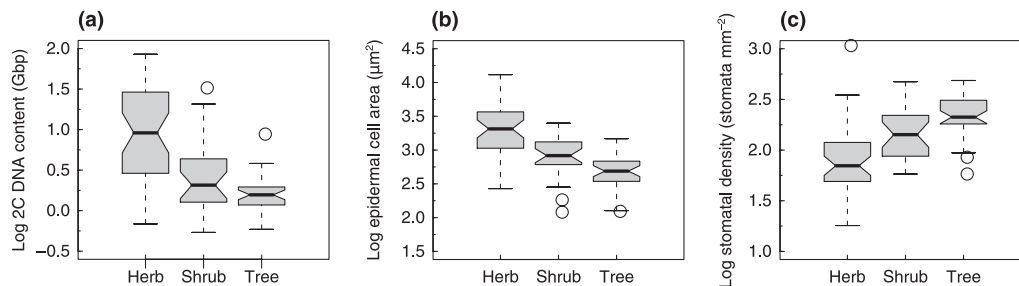 (a)
Log 2C DNA content (Gbp)
2.0
1.5
1.0
0.5
0.0
−0.5
Herb Shrub Tree
(b)
Log epidermal cell area (μm²)
4.5
4.0
3.5
3.0
2.5
2.0
1.5
Herb Shrub Tree
(c)
Log stomatal density (stomata mm⁻²)
3.0
2.5
2.0
1.5
1.0
Herb Shrub Tree